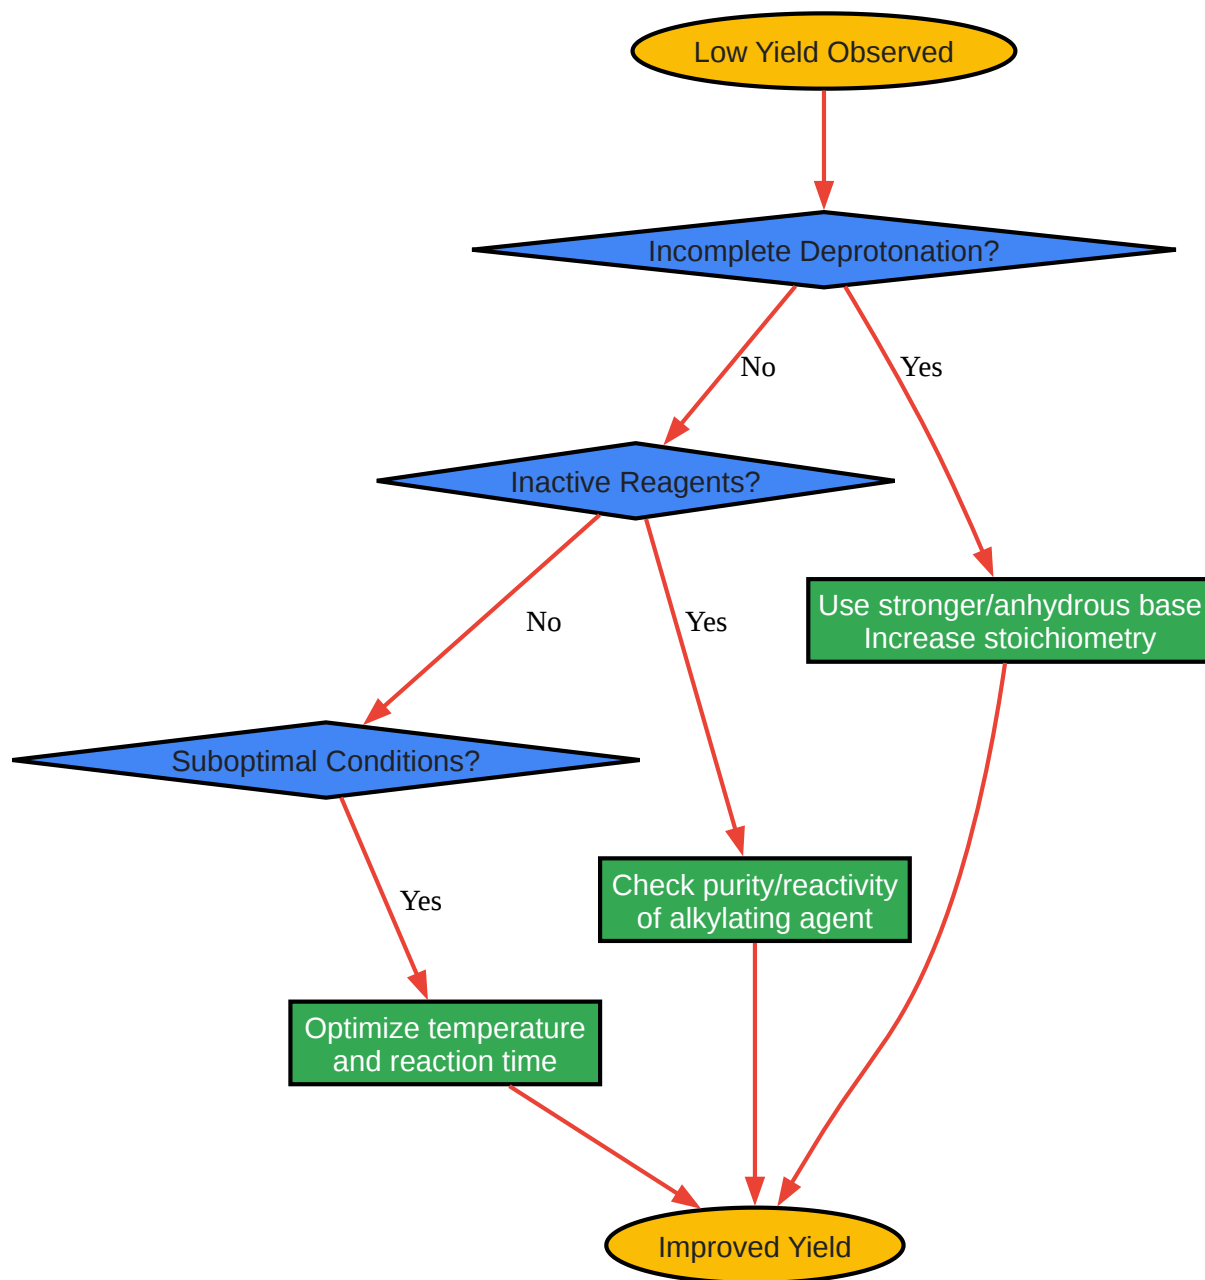 Low Yield Observed
Incomplete Deprotonation?
No
Yes
Inactive Reagents?
Use stronger/anhydrous base
Increase stoichiometry
No
Yes
Suboptimal Conditions?
Check purity/reactivity
of alkylating agent
Yes
Optimize temperature
and reaction time
Improved Yield